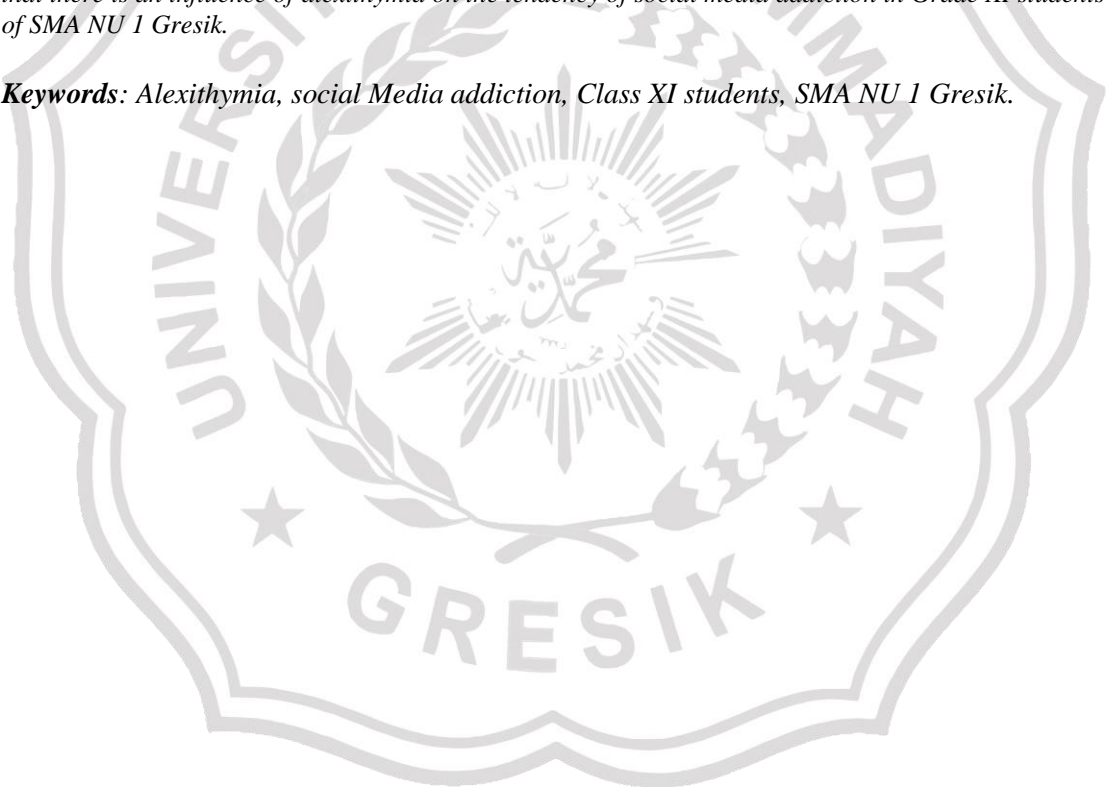 that there is an influence of alexithymia on the tendency of social media addiction in Grade XI students
of SMA NU 1 Gresik.
Keywords: Alexithymia, social Media addiction, Class XI students, SMA NU 1 Gresik.
GRESIK